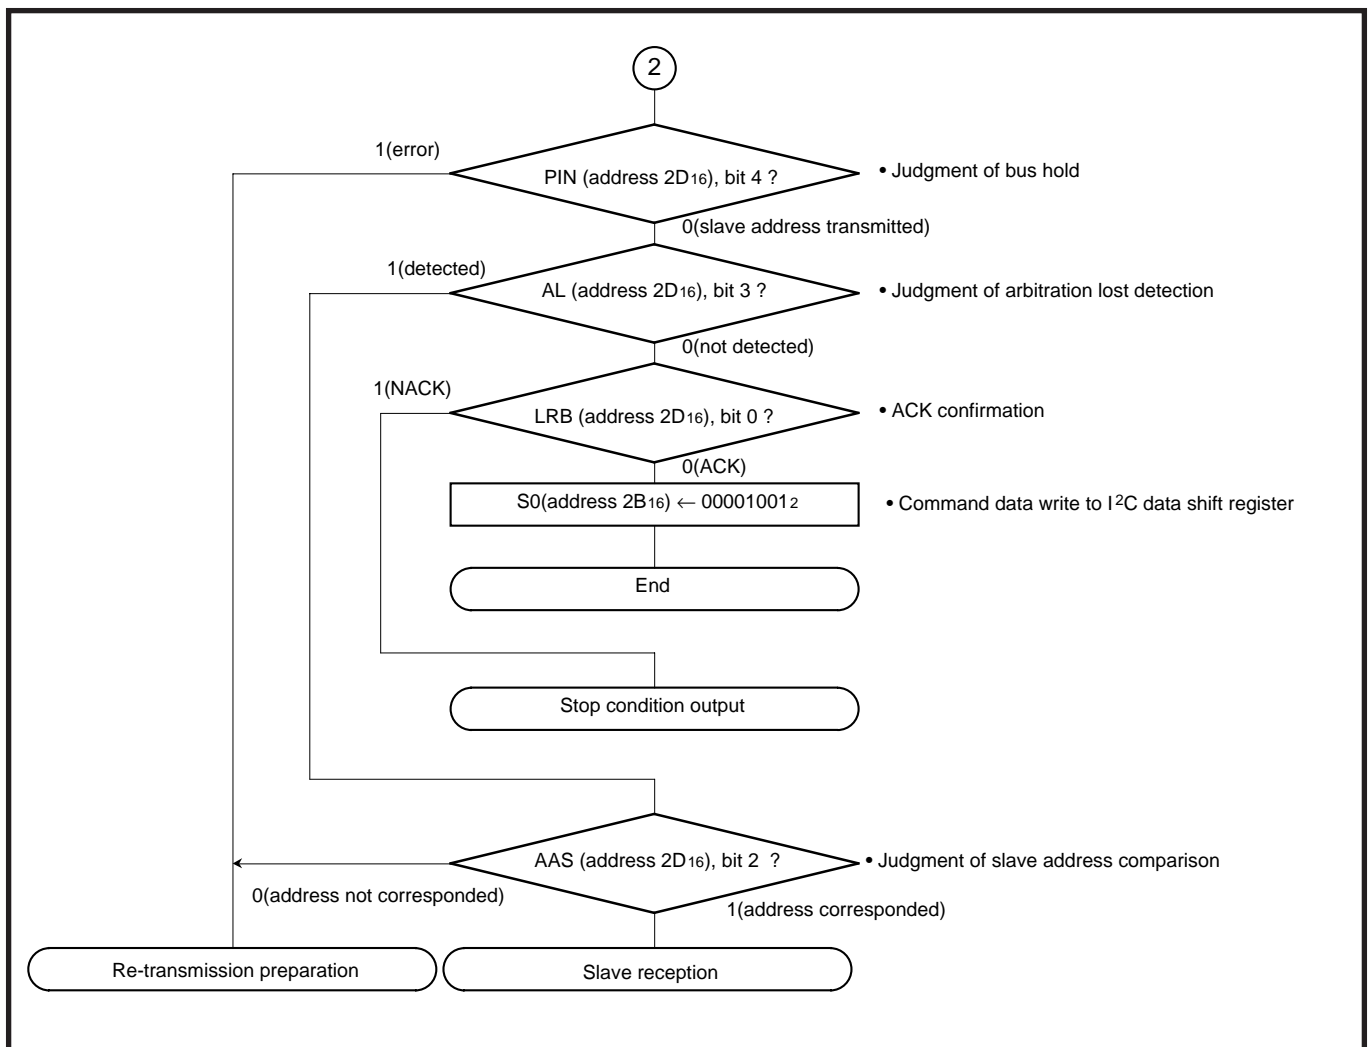 2
1(error)
PIN (address 2D16), bit 4 ?
• Judgment of bus hold
0(slave address transmitted)
1(detected)
AL (address 2D16), bit 3 ?
• Judgment of arbitration lost detection
0(not detected)
1(NACK)
LRB (address 2D16), bit 0 ?
• ACK confirmation
0(ACK)
S0(address 2B16) ← 000010012
• Command data write to I2C data shift register
End
Stop condition output
AAS (address 2D16), bit 2 ?
• Judgment of slave address comparison
0(address not corresponded)
1(address corresponded)
Re-transmission preparation
Slave reception